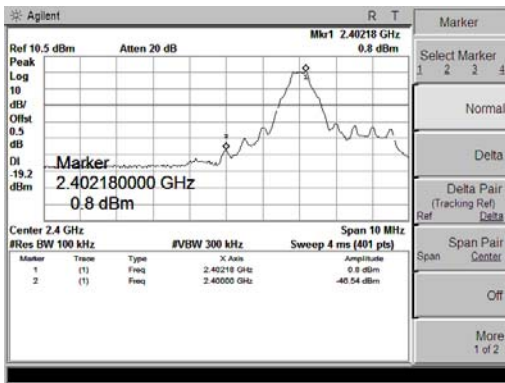 Agilent R T
Mkr1 2.40218 GHz
Ref 10.5 dBm Atten 20 dB 0.8 dBm
Peak
Log
10
dB/
Offst
0.5
dB
DI
-19.2
dBm
1
2
Marker
2.402180000 GHz
0.8 dBm
Center 2.4 GHz Span 10 MHz
#Res BW 100 kHz #VBW 300 kHz Sweep 4 ms (401 pts)
Marker Trace Type X Axis Amplitude
1 (1) Freq 2.40218 GHz 0.8 dBm
2 (1) Freq 2.40000 GHz -46.54 dBm
Marker
Select Marker
1 2 3 4
Normal
Delta
Delta Pair
(Tracking Ref)
Ref Delta
Span Pair
Span Center
Off
More
1 of 2